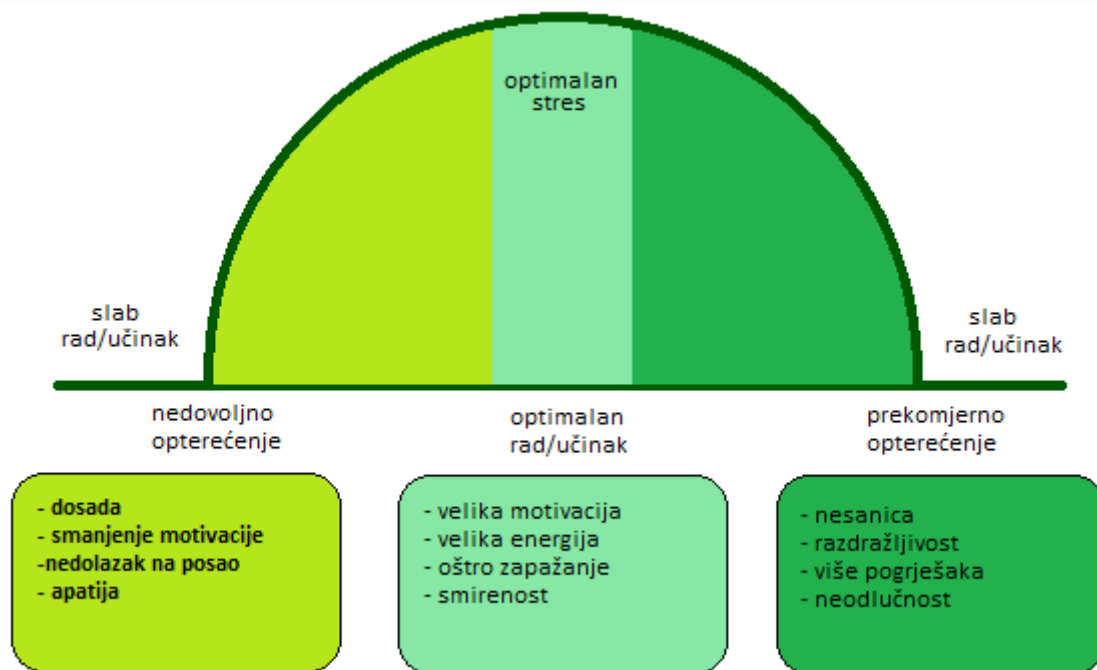 optimalan
stres
slab
rad/učinak
slab
rad/učinak
nedovoljno
opterećenje
optimalan
rad/učinak
prekomjerno
opterećenje
- dosada
- smanjenje motivacije
-nedolazak na posao
- apatija
- velika motivacija
- velika energija
- oštro zapažanje
- smirenost
- nesanica
- razdražljivost
- više pogrješaka
- neodlučnost